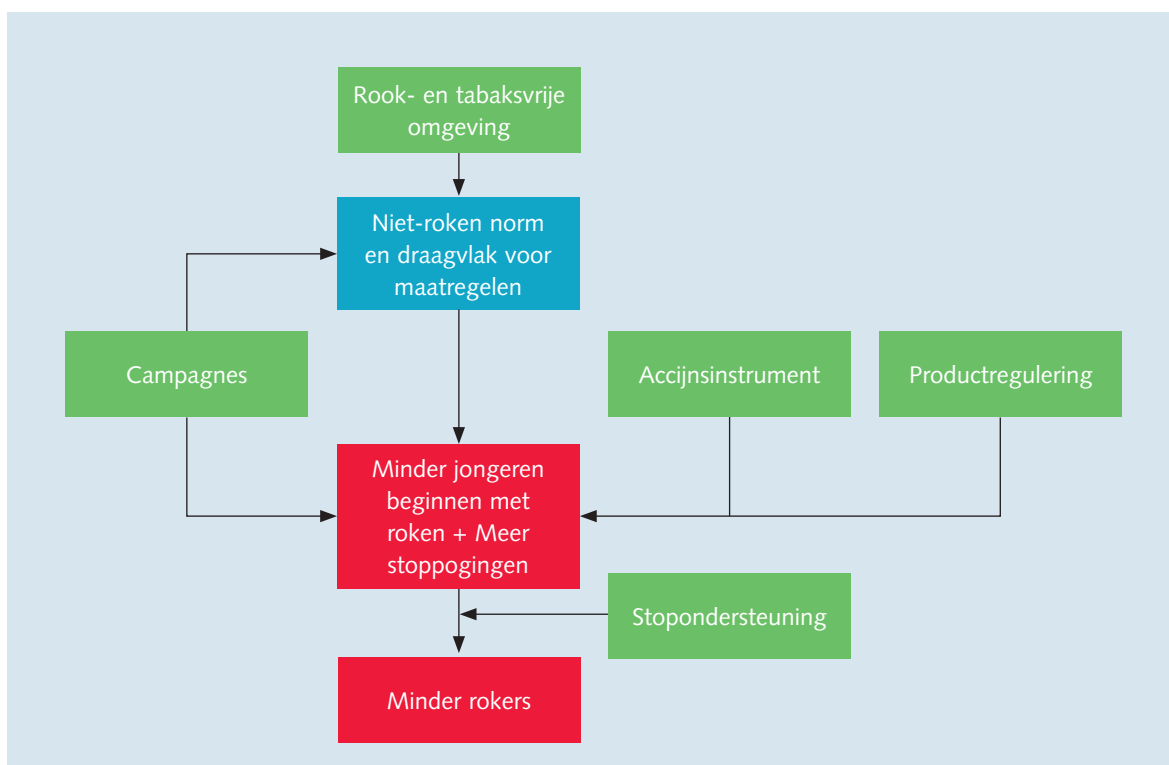 Rook- en tabaksvrije
omgeving
Niet-roken norm
en draagvlak voor
maatregelen
Campagnes
Accijnsinstrument
Productregulering
Minder jongeren
beginnen met
roken + Meer
stoppogingen
Stopondersteuning
Minder rokers